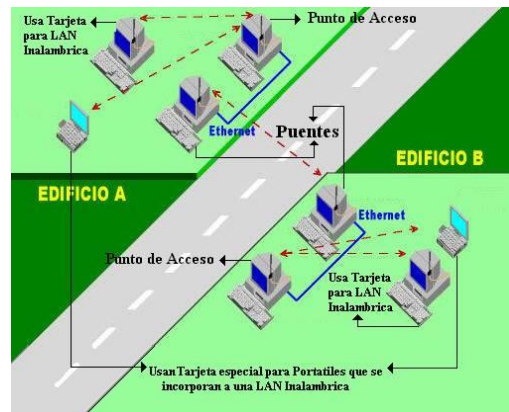 Usa Tarjeta
para LAN
Inalambrica
Punto de Acceso
Ethernet
Puentes
EDIFICIO A
EDIFICIO B
Ethernet
Punto de Acceso
Usa Tarjeta
para LAN
Inalambrica
Usan Tarjeta especial para Portatiles que se
incorporan a una LAN Inalambrica